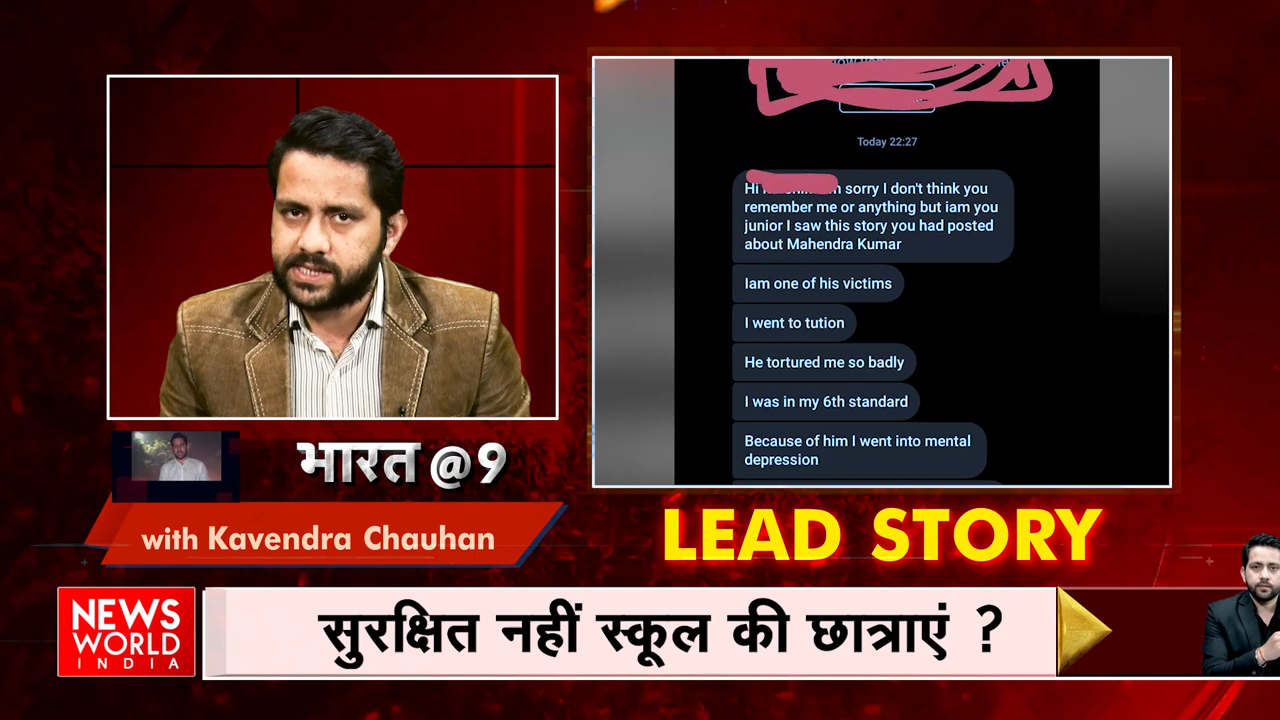 Today 22:27
Hi sorry I don't think you
remember me or anything but iam you
junior I saw this story you had posted
about Mahendra Kumar
Iam one of his victims
I went to tution
He tortured me so badly
I was in my 6th standard
Because of him I went into mental
depression
भारत @ 9
with Kavendra Chauhan
LEAD STORY
NEWS
WORLD
INDIA
सुरक्षित नहीं स्कूल की छात्राएं ?